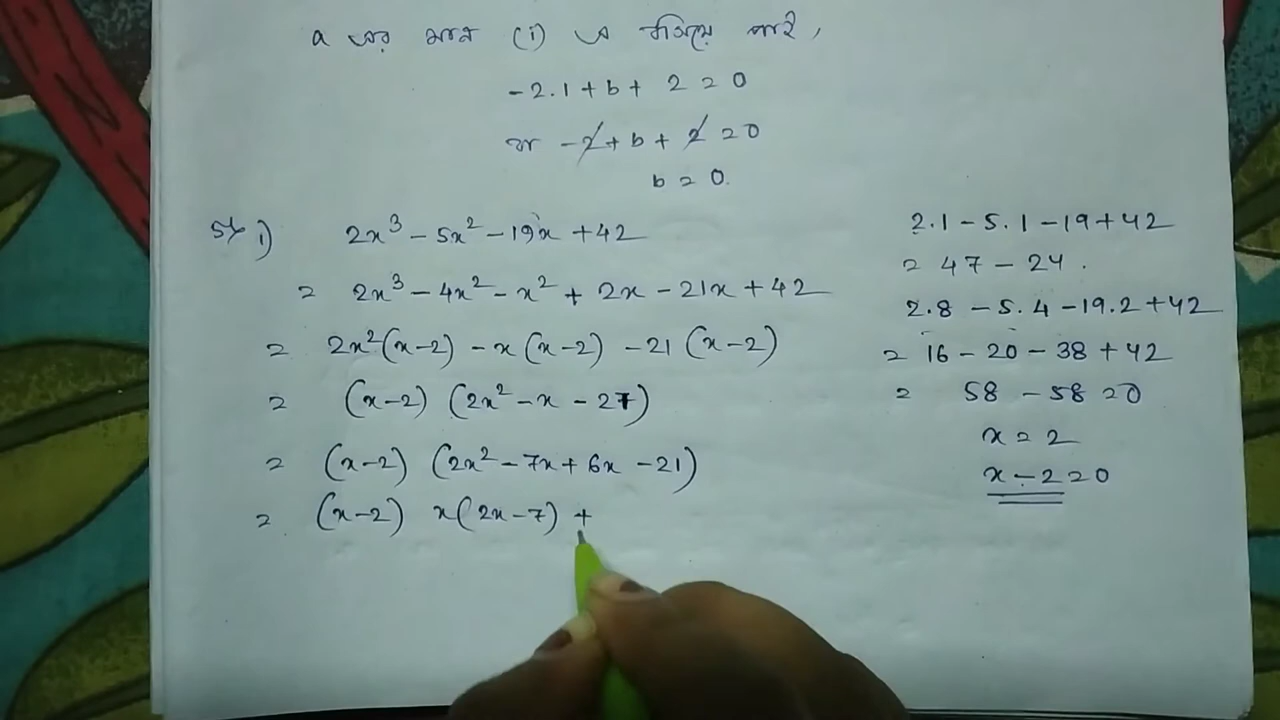 a এর মান (i) এ বসিয়ে পাই,
-2.1 + b + 2 = 0
বা -2 + b + 2 = 0
b = 0.
5৮ i) 2x³ - 5x² - 19x + 42
= 2x³ - 4x² - x² + 2x - 21x + 42
= 2x²(x-2) - x(x-2) - 21(x-2)
= (x-2) (2x² - x - 27)
= (x-2) (2x² - 7x + 6x - 21)
= (x-2) x(2x-7) +
2.1 - 5.1 - 19 + 42
= 47 - 24.
2.8 - 5.4 - 19.2 + 42
= 16 - 20 - 38 + 42
= 58 - 58 = 0
x = 2
x - 2 = 0